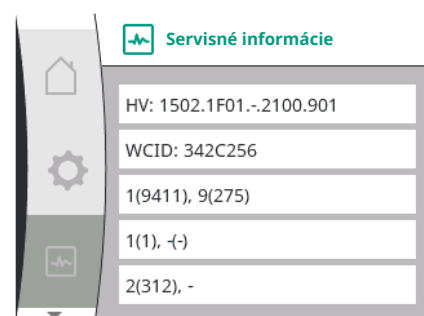 Servisné informácie
HV: 1502.1F01.-.2100.901
WCID: 342C256
1(9411), 9(275)
1(1), -(-)
2(312), -